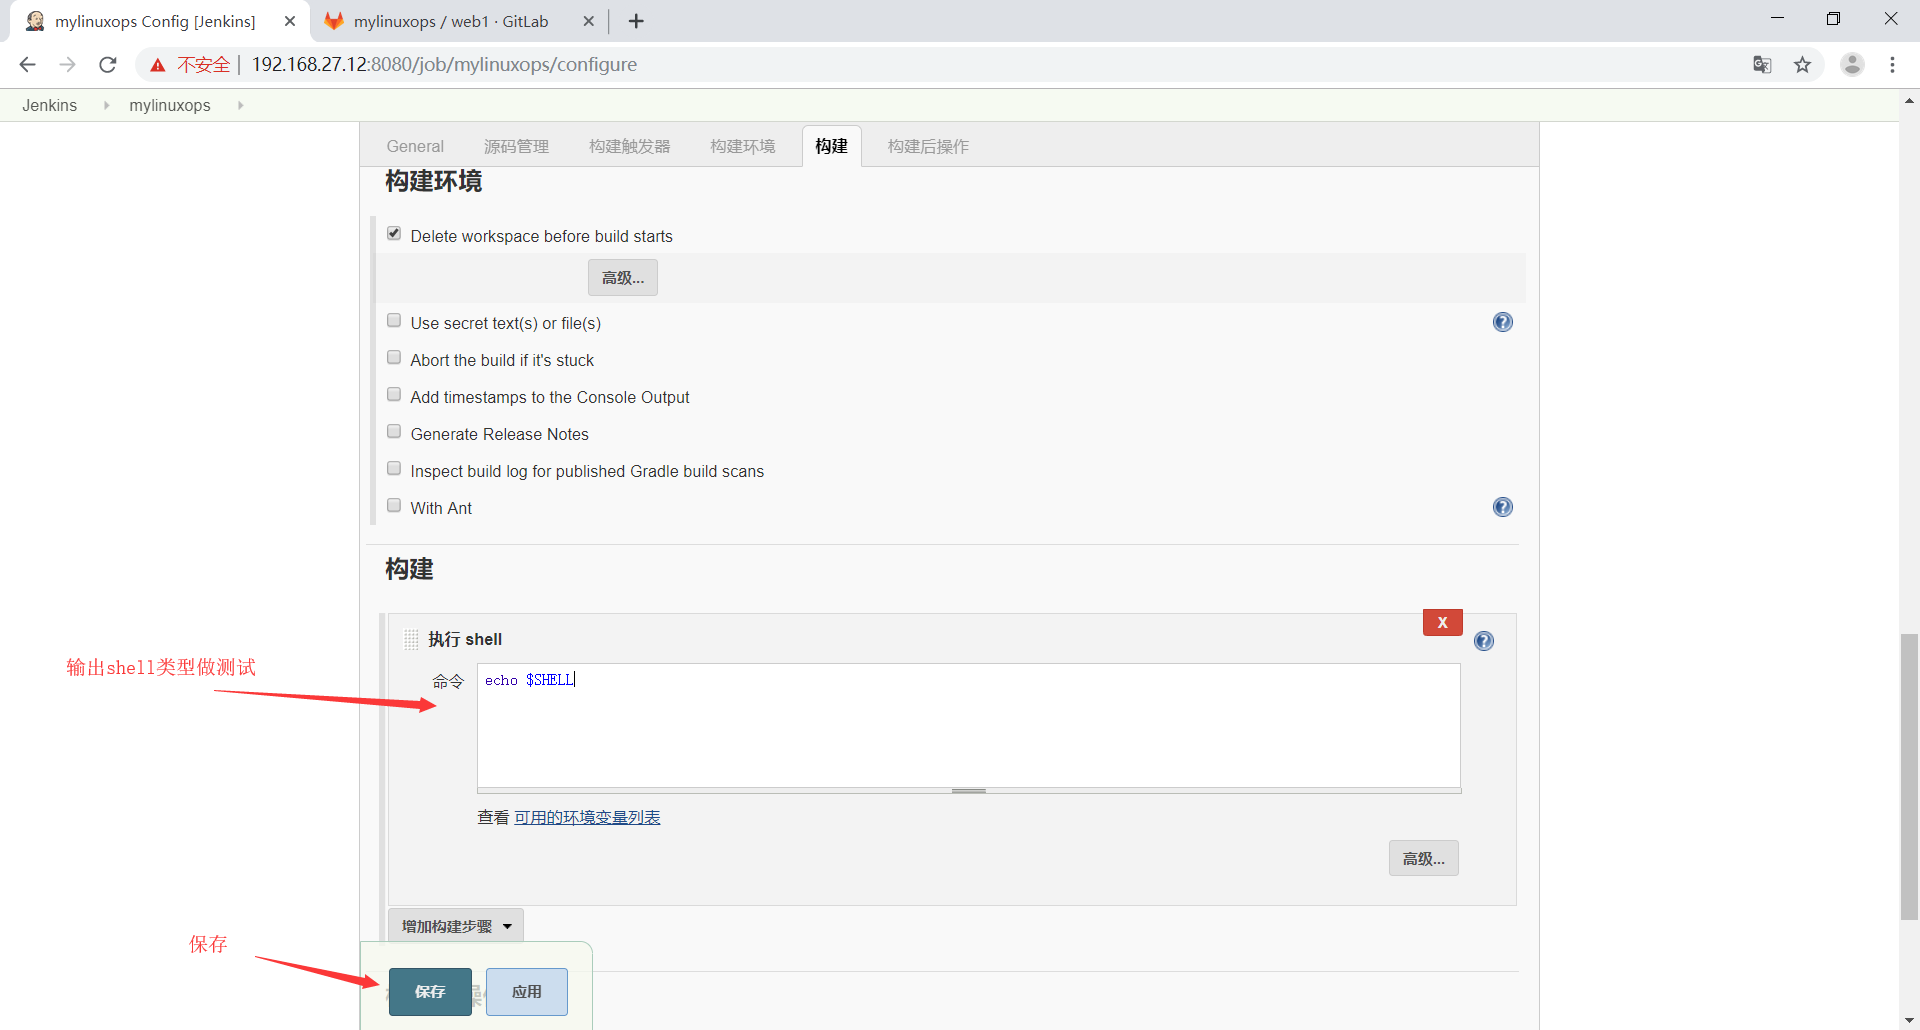 mylinuxops Config [Jenkins]
mylinuxops / web1 · GitLab
不安全 192.168.27.12:8080/job/mylinuxops/configure
Jenkins mylinuxops
General 源码管理 构建触发器 构建环境 构建 构建后操作
构建环境
Delete workspace before build starts
高级...
Use secret text(s) or file(s)
Abort the build if it's stuck
Add timestamps to the Console Output
Generate Release Notes
Inspect build log for published Gradle build scans
With Ant
构建
X
执行 shell
输出shell类型做测试
命令
echo $SHELL
查看 可用的环境变量列表
高级...
增加构建步骤
保存
保存 应用